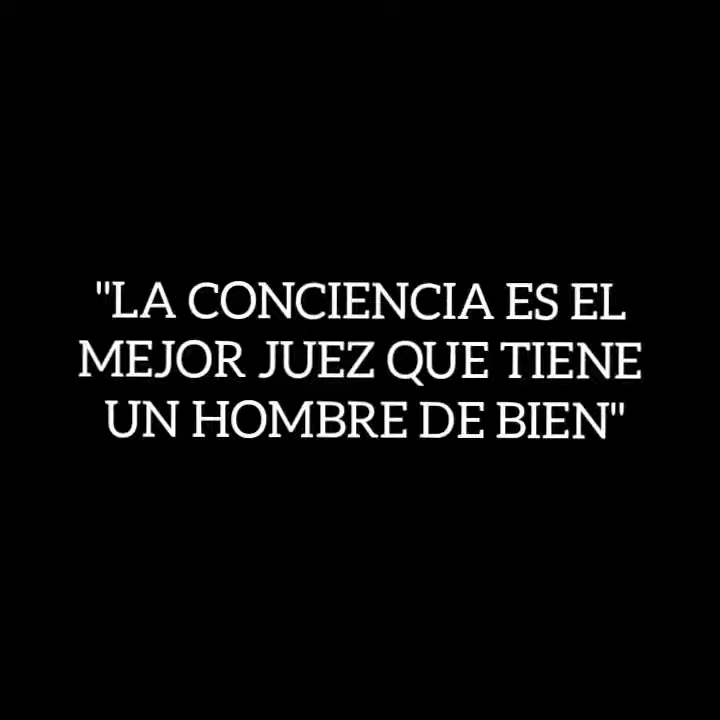 "LA CONCIENCIA ES EL
MEJOR JUEZ QUE TIENE
UN HOMBRE DE BIEN"